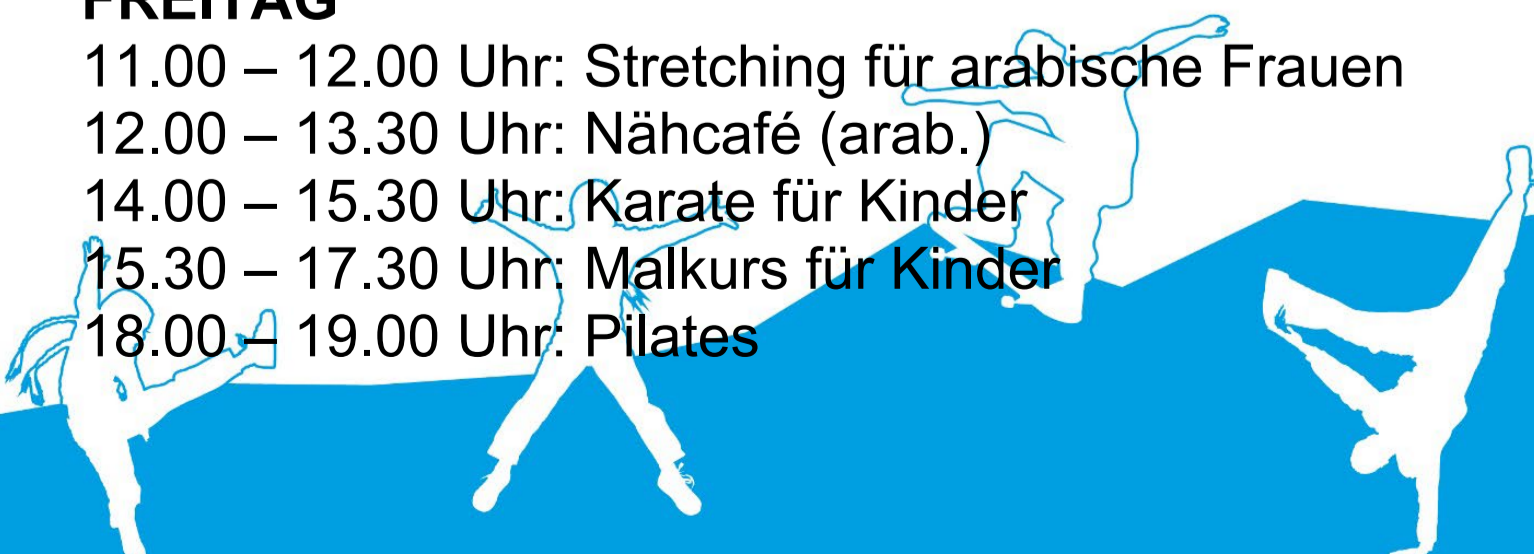 FREITAG
11.00 – 12.00 Uhr: Stretching für arabische Frauen
12.00 – 13.30 Uhr: Nähcafé (arab.)
14.00 – 15.30 Uhr: Karate für Kinder
15.30 – 17.30 Uhr: Malkurs für Kinder
18.00 – 19.00 Uhr: Pilates